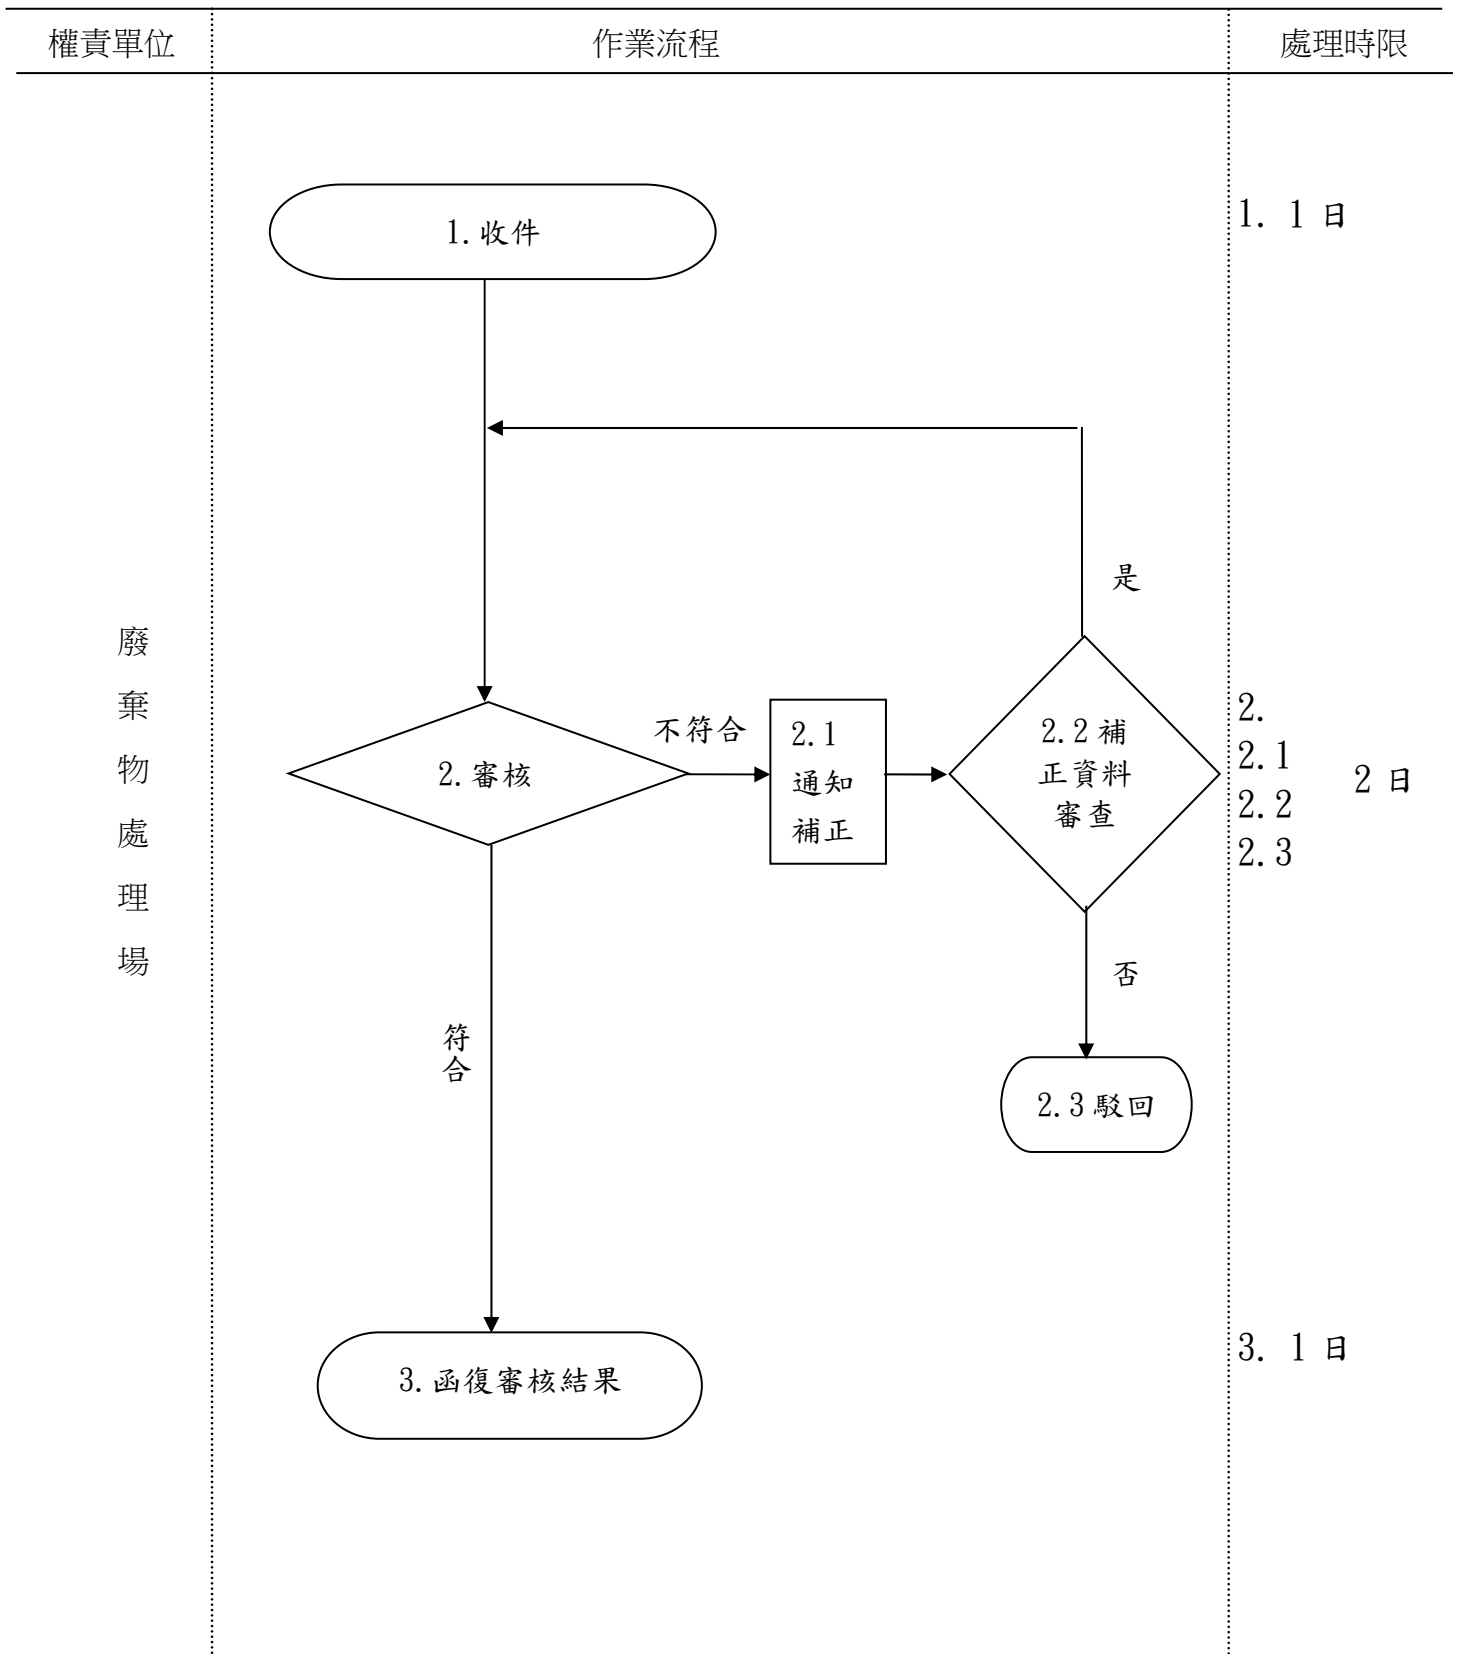 權責單位
作業流程
處理時限
1.收件
1. 1日
是
廢
棄
物
處
理
場
2.審核
不符合
2.1
通知
補正
2.2補
正資料
審查
2.
2.1
2.2
2.3
2日
否
符
合
2.3駁回
3.函復審核結果
3. 1日